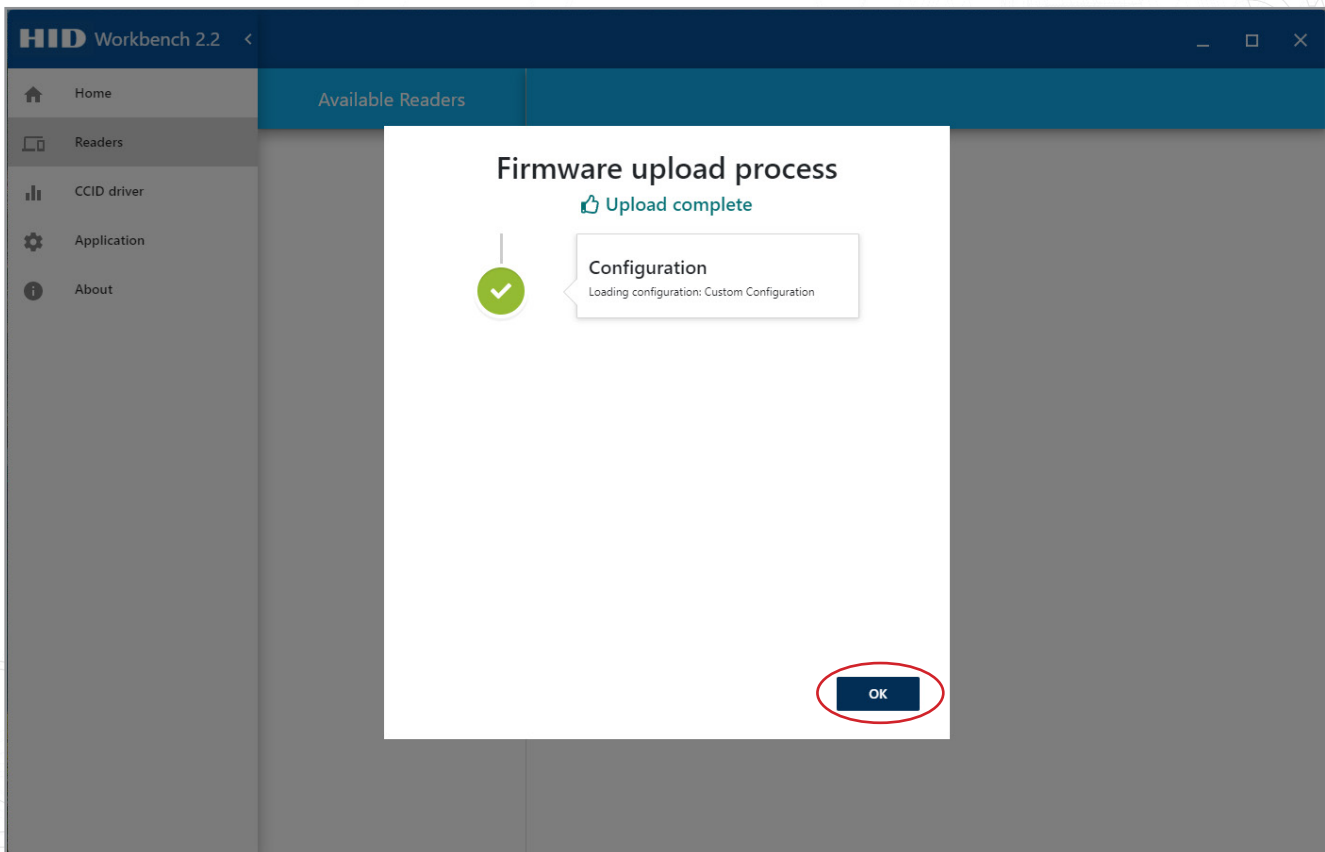 HID Workbench 2.2
Home
Readers
CCID driver
Application
About
Available Readers
Firmware upload process
Upload complete
Configuration
Loading configuration: Custom Configuration
OK